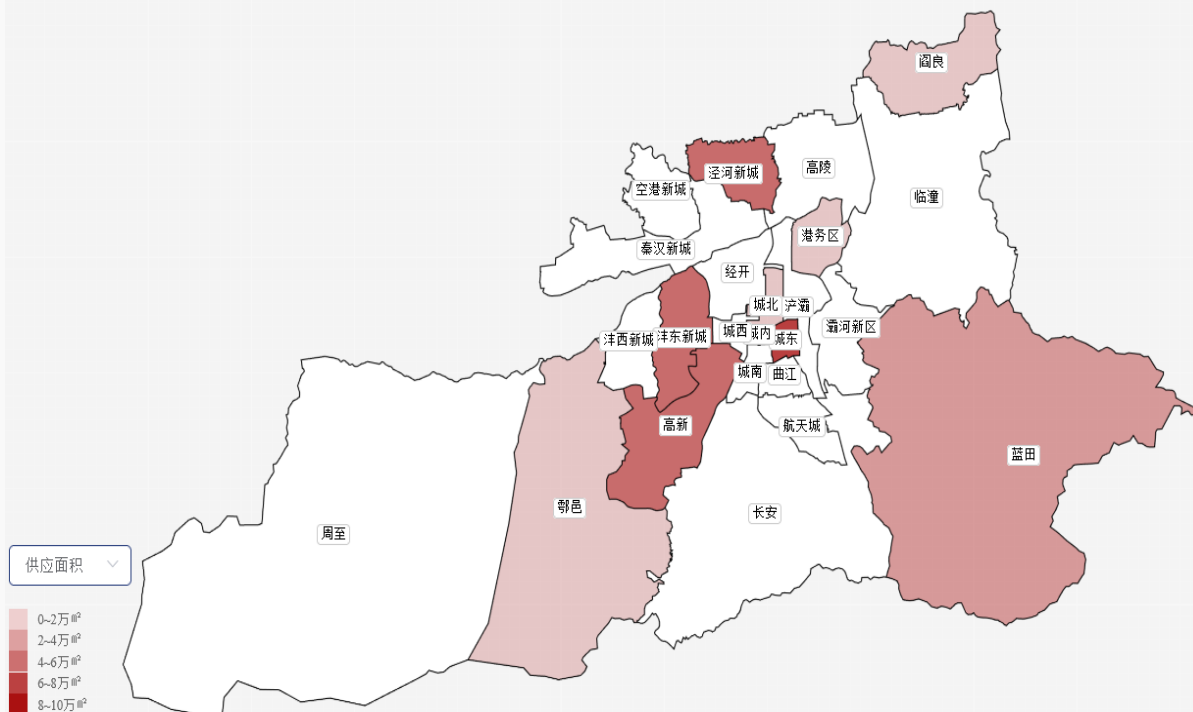 阎良
泾河新城
高陵
空港新城
临潼
港务区
秦汉新城
经开
城北
浐灞
灞河新区
城西
城内
城东
沣西新城
沣东新城
城南
曲江
高新
航天城
蓝田
鄠邑
长安
周至
供应面积
0~2万㎡
2~4万㎡
4~6万㎡
6~8万㎡
8~10万㎡